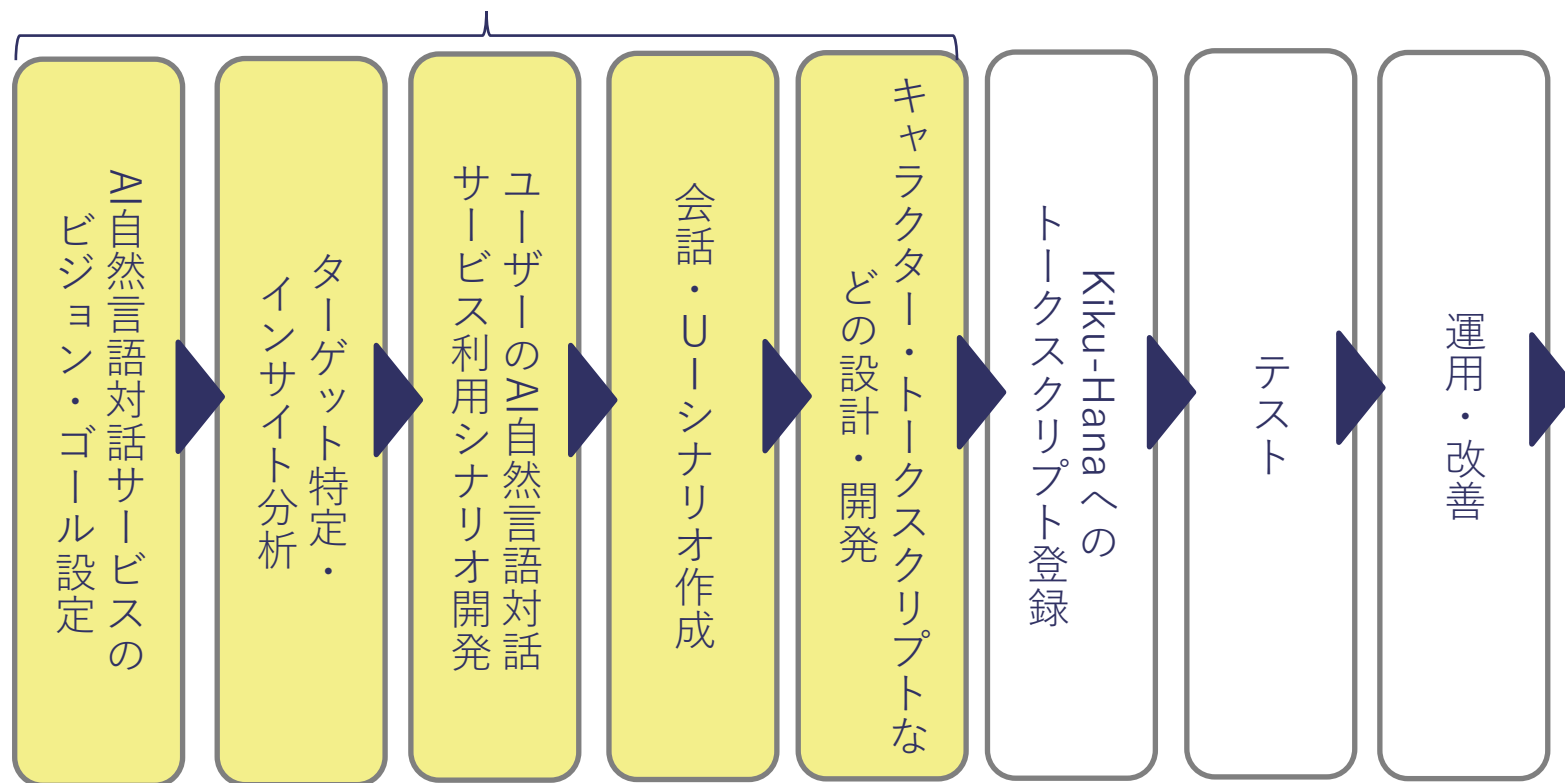 AI自然言語対話サービスの
ビジョン・ゴール設定
ターゲット特定・
インサイト分析
ユーザーのAI自然言語対話
サービス利用シナリオ開発
会話・UIシナリオ作成
キャラクター・トークスクリプトな
どの設計・開発
Kiku-Hanaへの
トークスクリプト登録
テスト
運用・改善